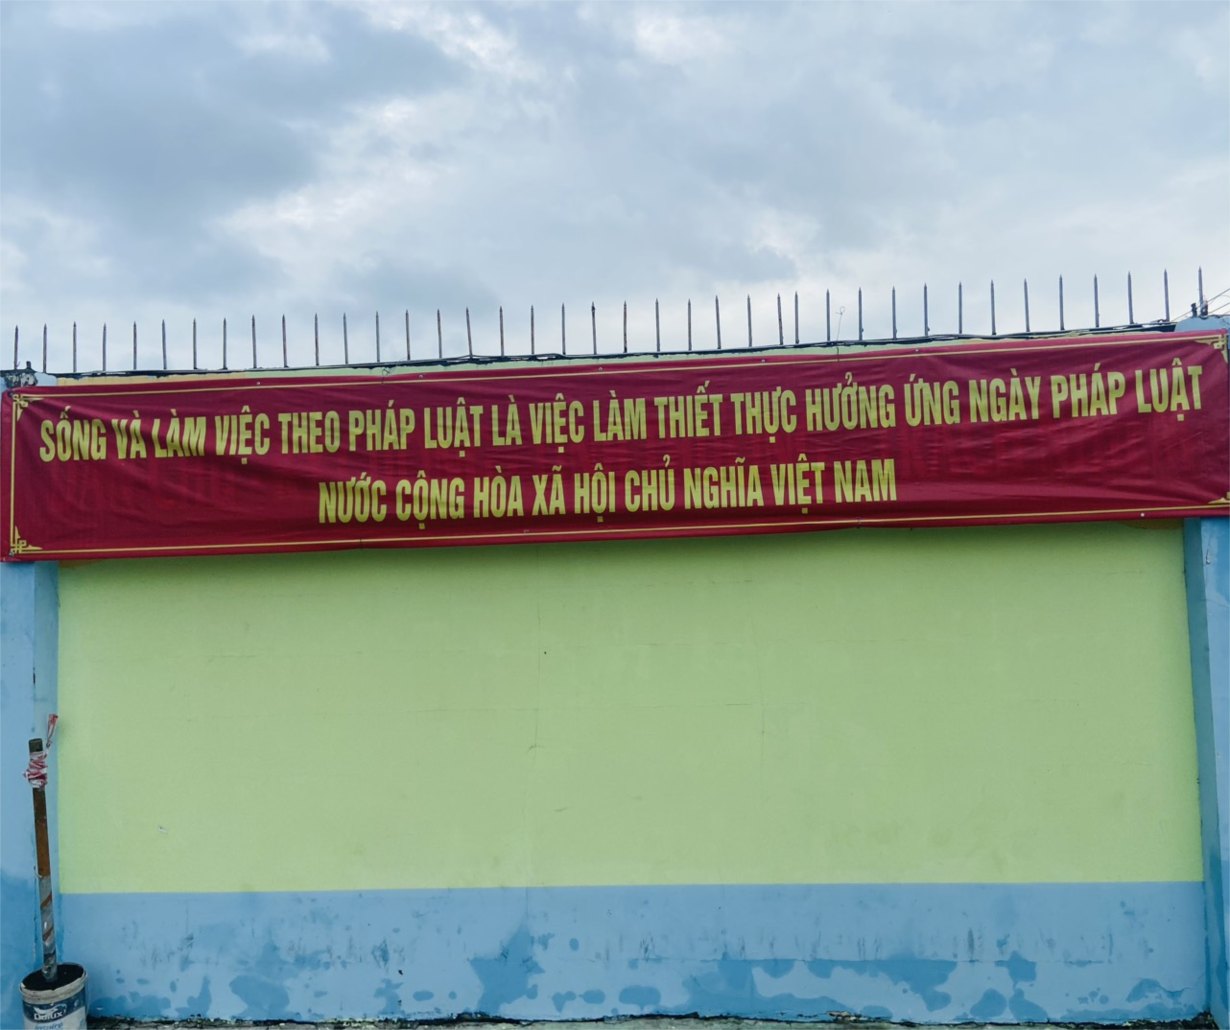 SỐNG VÀ LÀM VIỆC THEO PHÁP LUẬT LÀ VIỆC LÀM THIẾT THỰC HƯỞNG ỨNG NGÀY PHÁP LUẬT
NƯỚC CỘNG HÒA XÃ HỘI CHỦ NGHĨA VIỆT NAM
Dulux